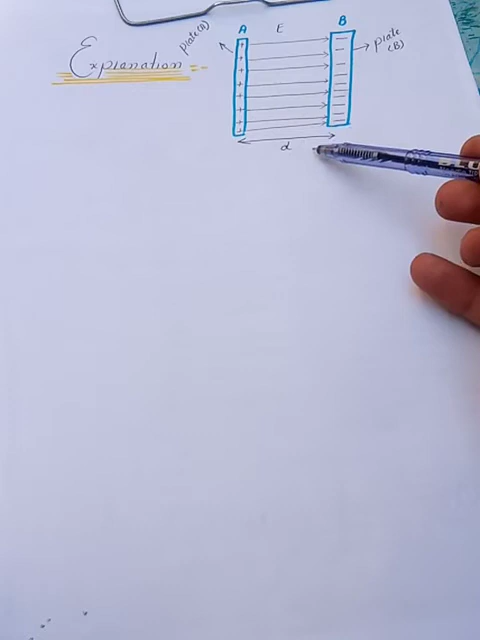 Explanation
plate(A)
A
E
B
plate
(B)
+
+
+
+
+
+
+
+
d